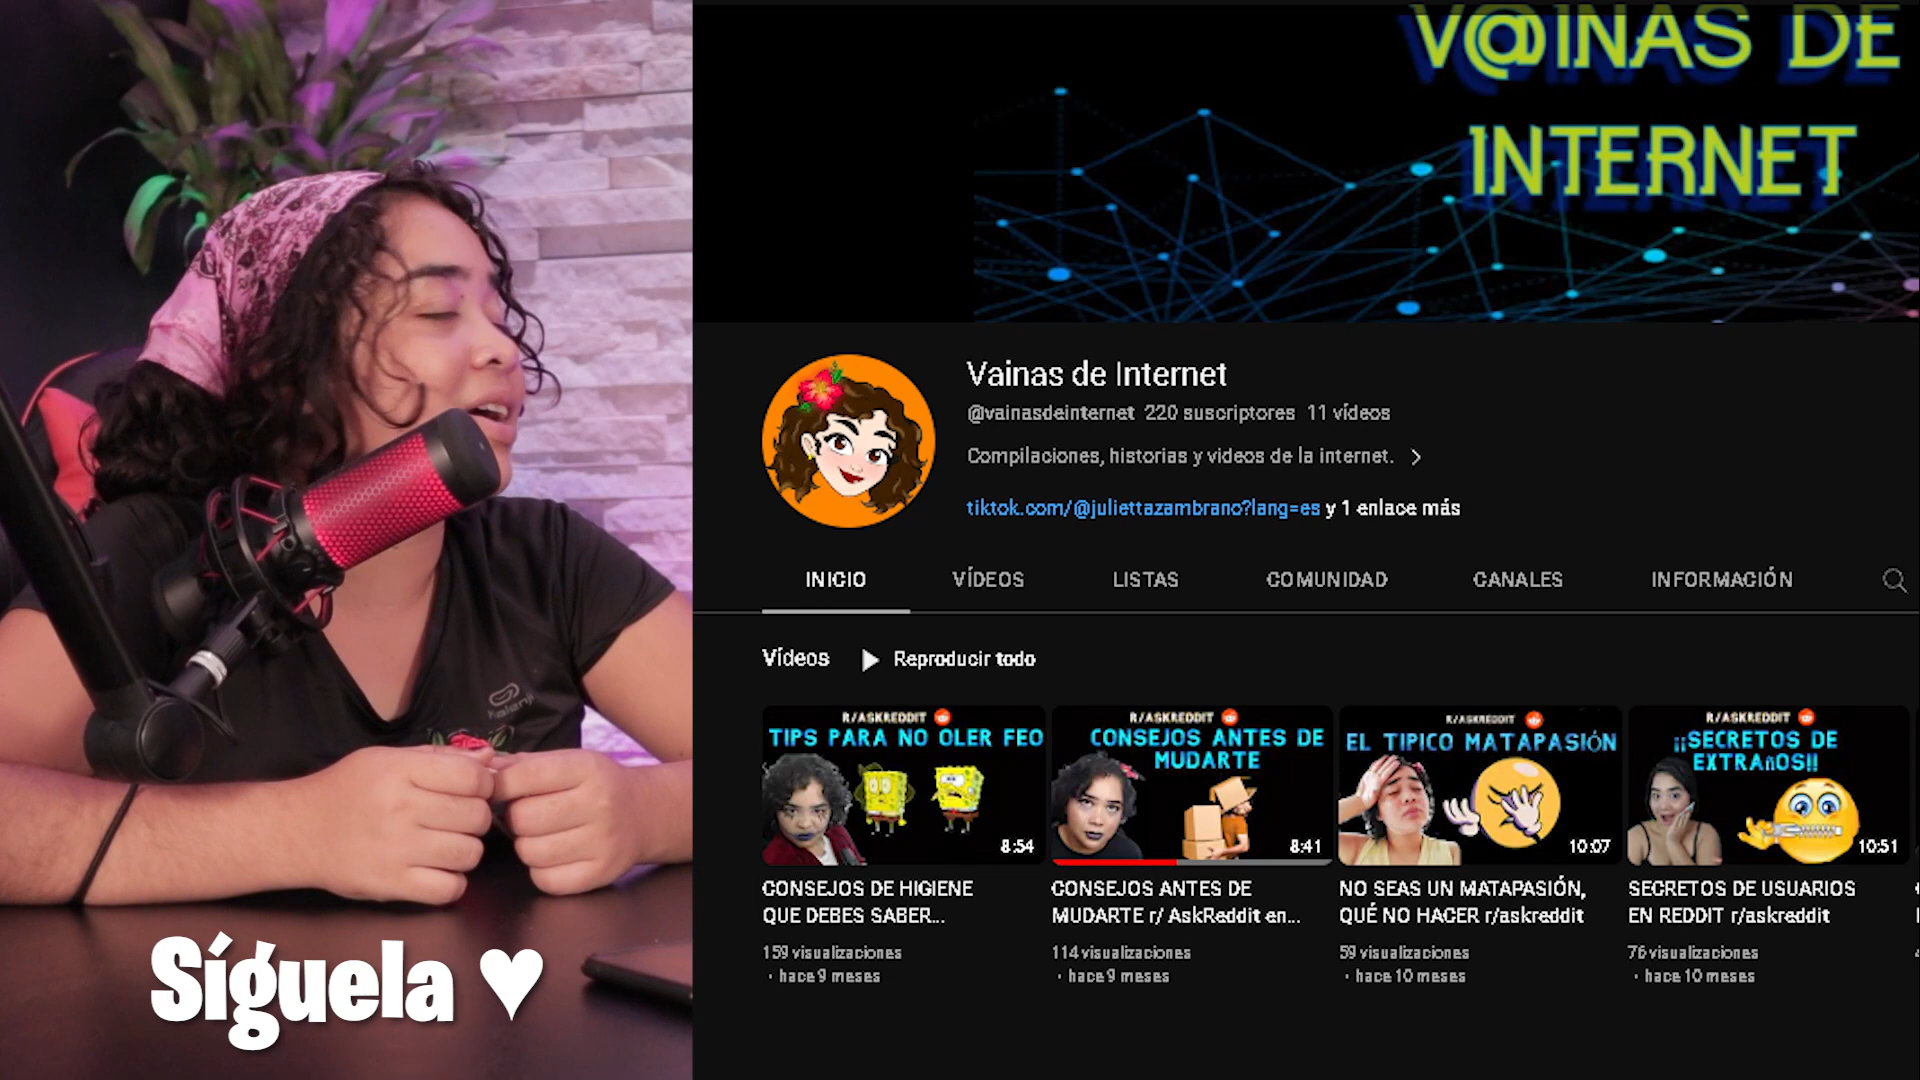 V@INAS DE
INTERNET
Vainas de Internet
@vainasdeinternet 220 suscriptores 11 vídeos
Compilaciones, historias y videos de la internet.
tiktok.com/@juliettazambrano?lang=es y 1 enlace más
INICIO VÍDEOS LISTAS COMUNIDAD CANALES INFORMACIÓN
Vídeos Reproducir todo
R/ASKREDDIT
TIPS PARA NO OLER FEO
8:54
R/ASKREDDIT
CONSEJOS ANTES DE
MUDARTE
8:41
R/ASKREDDIT
EL TIPICO MATAPASIÓN
10:07
R/ASKREDDIT
¡¡SECRETOS DE
EXTRAñOS!!
10:51
CONSEJOS DE HIGIENE
QUE DEBES SABER...
159 visualizaciones
· hace 9 meses
CONSEJOS ANTES DE
MUDARTE r/ AskReddit en...
114 visualizaciones
· hace 9 meses
NO SEAS UN MATAPASIÓN,
QUÉ NO HACER r/askreddit
59 visualizaciones
· hace 10 meses
SECRETOS DE USUARIOS
EN REDDIT r/askreddit
76 visualizaciones
· hace 10 meses
kalenji
Síguela ♥